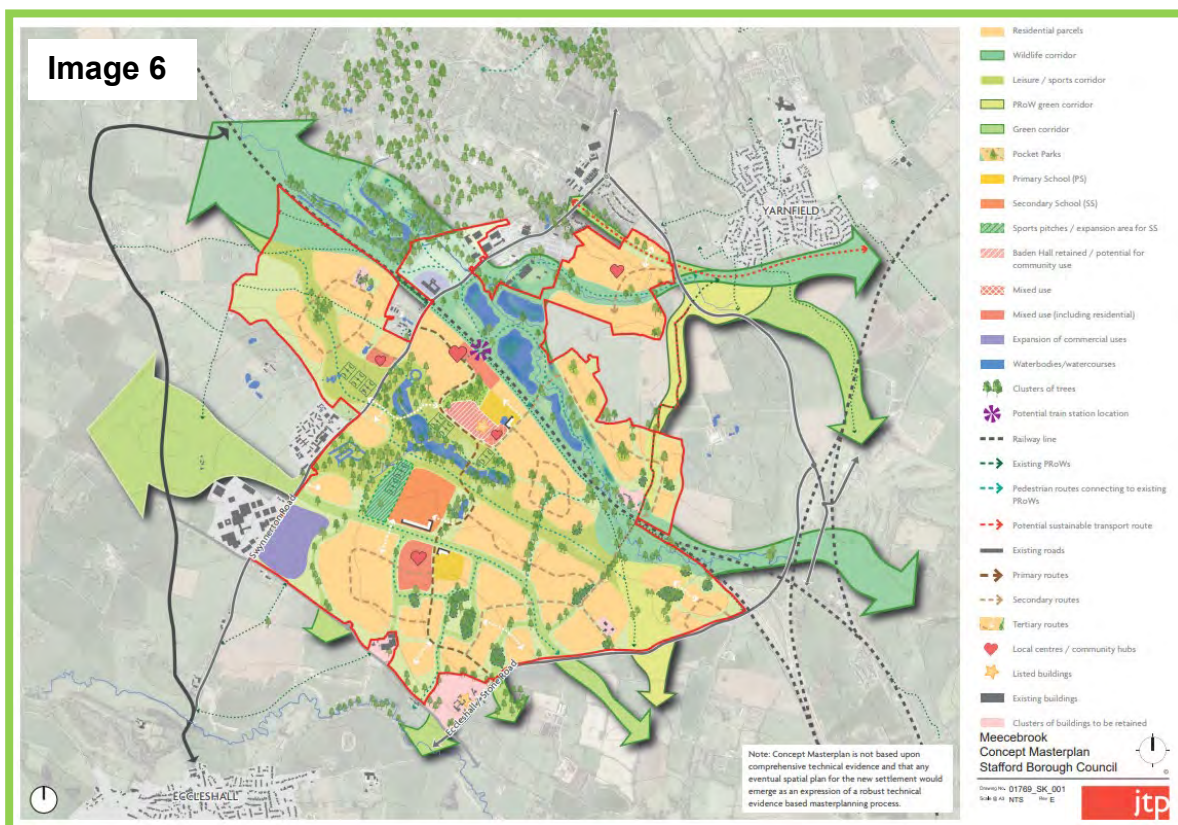 Image 6
YARNFIELD
Swynnerton Road
Eccleshall / Stone Road
ECCLESHALL
Note: Concept Masterplan is not based upon
comprehensive technical evidence and that any
eventual spatial plan for the new settlement would
emerge as an expression of a robust technical
evidence based masterplanning process.
Residential parcels
Wildlife corridor
Leisure / sports corridor
PRoW green corridor
Green corridor
Pocket Parks
Primary School (PS)
Secondary School (SS)
Sports pitches / expansion area for SS
Baden Hall retained / potential for
community use
Mixed use
Mixed use (including residential)
Expansion of commercial uses
Waterbodies/watercourses
Clusters of trees
Potential train station location
Railway line
Existing PRoWs
Pedestrian routes connecting to existing
PRoWs
Potential sustainable transport route
Existing roads
Primary routes
Secondary routes
Tertiary routes
Local centres / community hubs
Listed buildings
Existing buildings
Clusters of buildings to be retained
Meecebrook
Concept Masterplan
Stafford Borough Council
Drawing No. 01769_SK_001
Scale @ A3 NTS Rev E
jtp